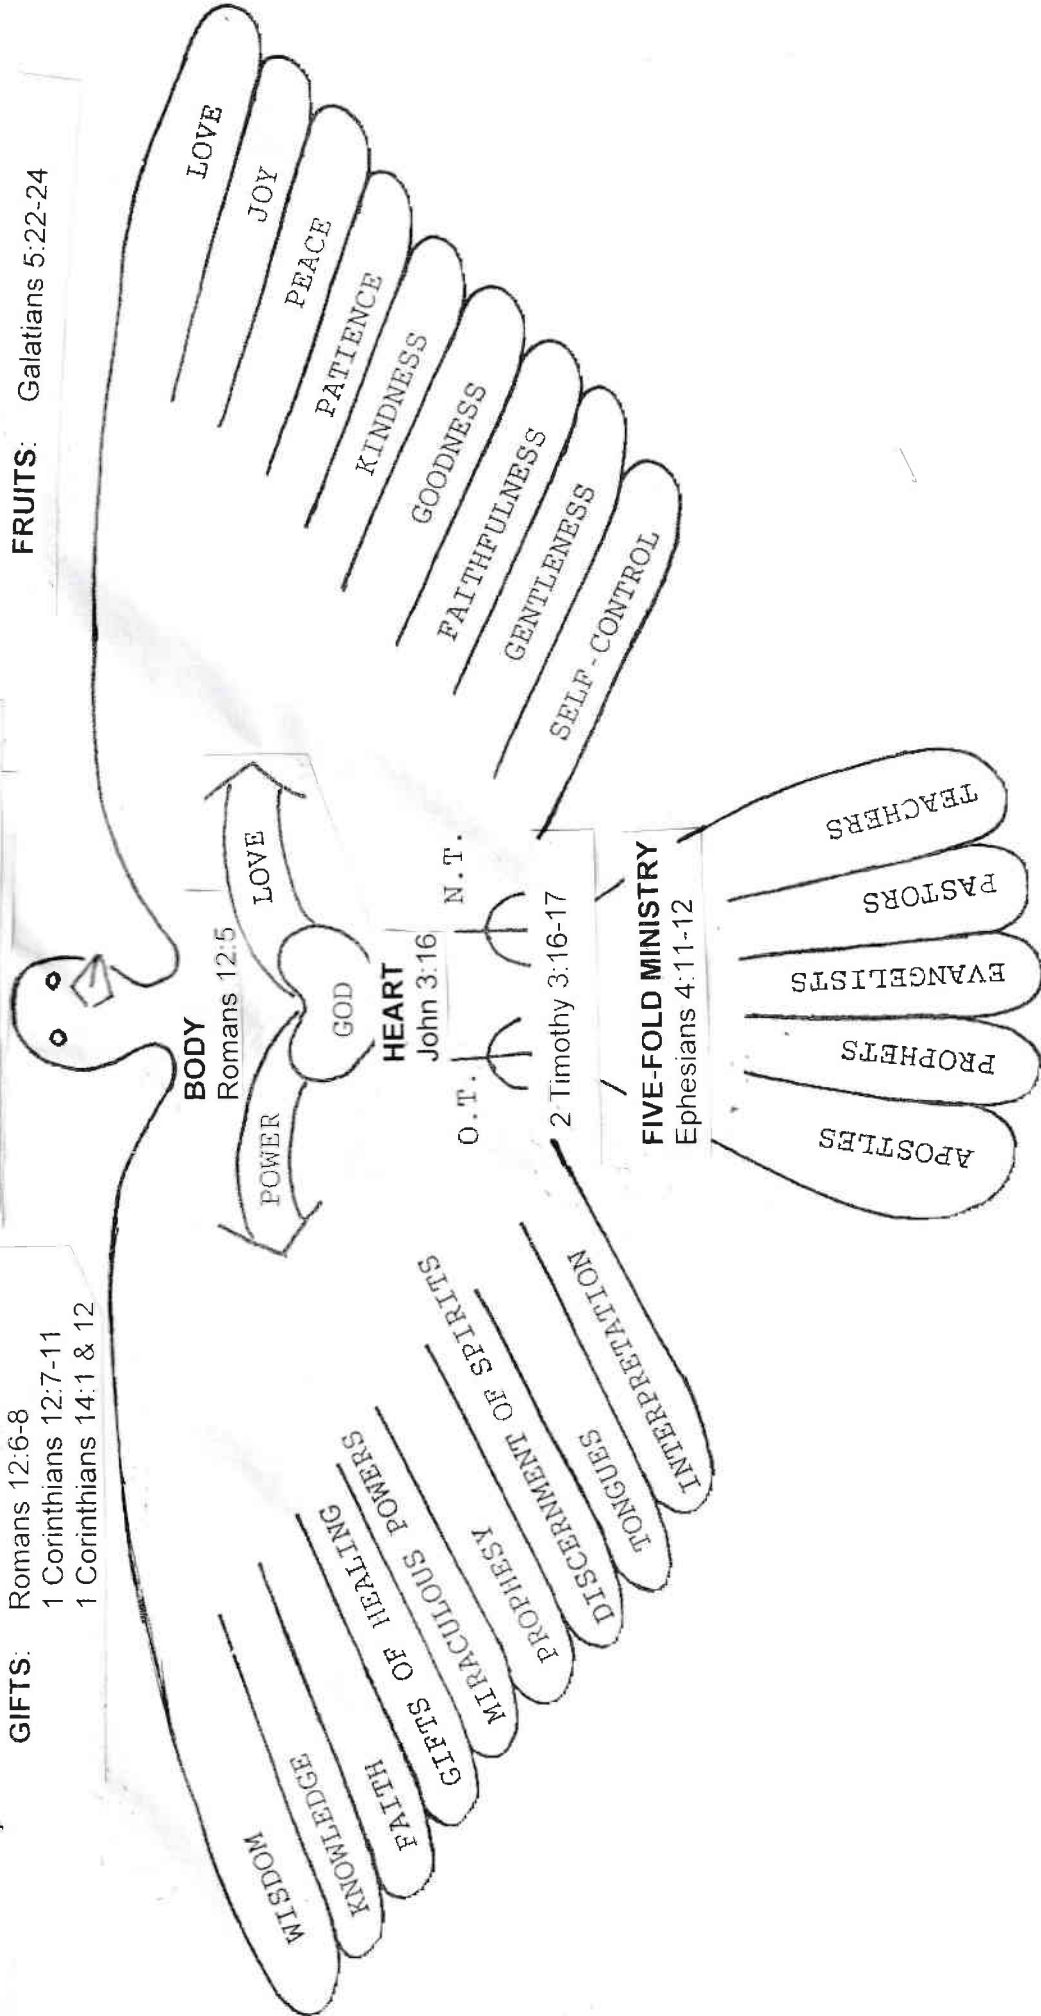 GIFTS: Romans 12:6-8
1 Corinthians 12:7-11
1 Corinthians 14:1 & 12
FRUITS: Galatians 5:22-24
BODY
Romans 12:5
POWER
LOVE
GOD
HEART
John 3:16
O.T.
N.T.
2 Timothy 3:16-17
FIVE-FOLD MINISTRY
Ephesians 4:11-12
WISDOM
KNOWLEDGE
FAITH
GIFTS OF HEALING
MIRACULOUS POWERS
PROPHESY
DISCERNMENT OF SPIRITS
TONGUES
INTERPRETATION
LOVE
JOY
PEACE
PATIENCE
KINDNESS
GOODNESS
FAITHFULNESS
GENTLENESS
SELF-CONTROL
APOSTLES
PROPHETS
EVANGELISTS
PASTORS
TEACHERS